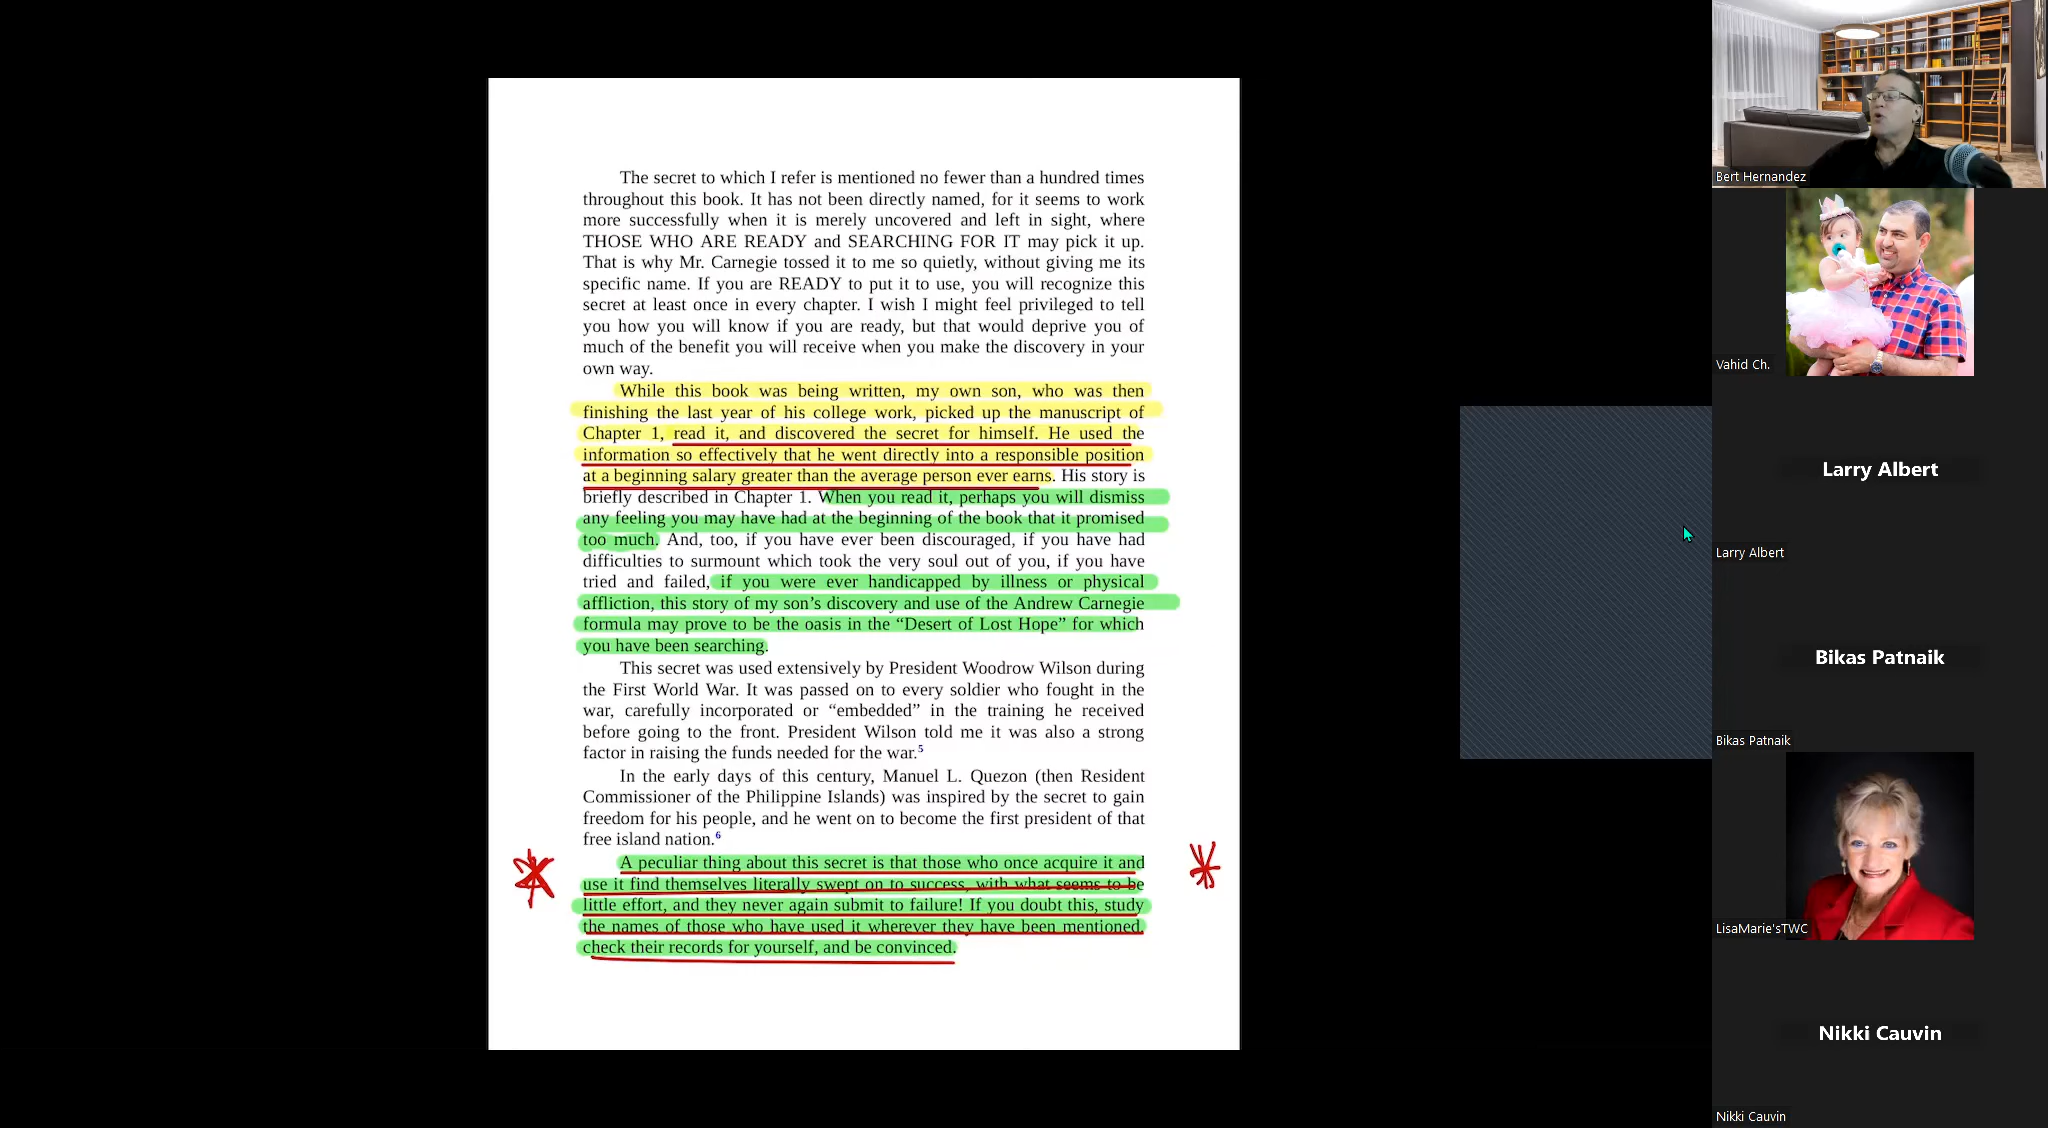 The secret to which I refer is mentioned no fewer than a hundred times
throughout this book. It has not been directly named, for it seems to work
more successfully when it is merely uncovered and left in sight, where
THOSE WHO ARE READY and SEARCHING FOR IT may pick it up.
That is why Mr. Carnegie tossed it to me so quietly, without giving me its
specific name. If you are READY to put it to use, you will recognize this
secret at least once in every chapter. I wish I might feel privileged to tell
you how you will know if you are ready, but that would deprive you of
much of the benefit you will receive when you make the discovery in your
own way.
While this book was being written, my own son, who was then
finishing the last year of his college work, picked up the manuscript of
Chapter 1, read it, and discovered the secret for himself. He used the
information so effectively that he went directly into a responsible position
at a beginning salary greater than the average person ever earns. His story is
briefly described in Chapter 1. When you read it, perhaps you will dismiss
any feeling you may have had at the beginning of the book that it promised
too much. And, too, if you have ever been discouraged, if you have had
difficulties to surmount which took the very soul out of you, if you have
tried and failed, if you were ever handicapped by illness or physical
affliction, this story of my son’s discovery and use of the Andrew Carnegie
formula may prove to be the oasis in the “Desert of Lost Hope” for which
you have been searching.
This secret was used extensively by President Woodrow Wilson during
the First World War. It was passed on to every soldier who fought in the
war, carefully incorporated or “embedded” in the training he received
before going to the front. President Wilson told me it was also a strong
factor in raising the funds needed for the war.5
In the early days of this century, Manuel L. Quezon (then Resident
Commissioner of the Philippine Islands) was inspired by the secret to gain
freedom for his people, and he went on to become the first president of that
free island nation.6
A peculiar thing about this secret is that those who once acquire it and
use it find themselves literally swept on to success, with what seems to be
little effort, and they never again submit to failure! If you doubt this, study
the names of those who have used it wherever they have been mentioned,
check their records for yourself, and be convinced.
Bert Hernandez
Vahid Ch.
Larry Albert
Larry Albert
Bikas Patnaik
Bikas Patnaik
LisaMarie'sTWC
Nikki Cauvin
Nikki Cauvin